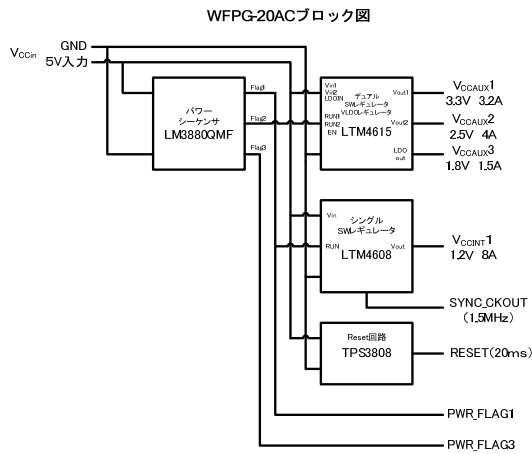 WFPG-20ACブロック図
VCCin
GND
5V入力
パワー
シーケンサ
LM3880QMF
Flag1
Flag2
Flag3
Vin1
Vin2
LDOIN
RUN1
RUN2
EN
デュアル
SWレギュレータ
VLDOレギュレータ
LTM4615
Vout1
Vout2
LDO
out
VCCAUX1
3.3V 3.2A
VCCAUX2
2.5V 4A
VCCAUX3
1.8V 1.5A
シングル
SWレギュレータ
Vin
RUN
LTM4608
Vout
VCCINT1
1.2V 8A
SYNC_CKOUT
(1.5MHz)
Reset回路
TPS3808
RESET(20ms)
PWR_FLAG1
PWR_FLAG3